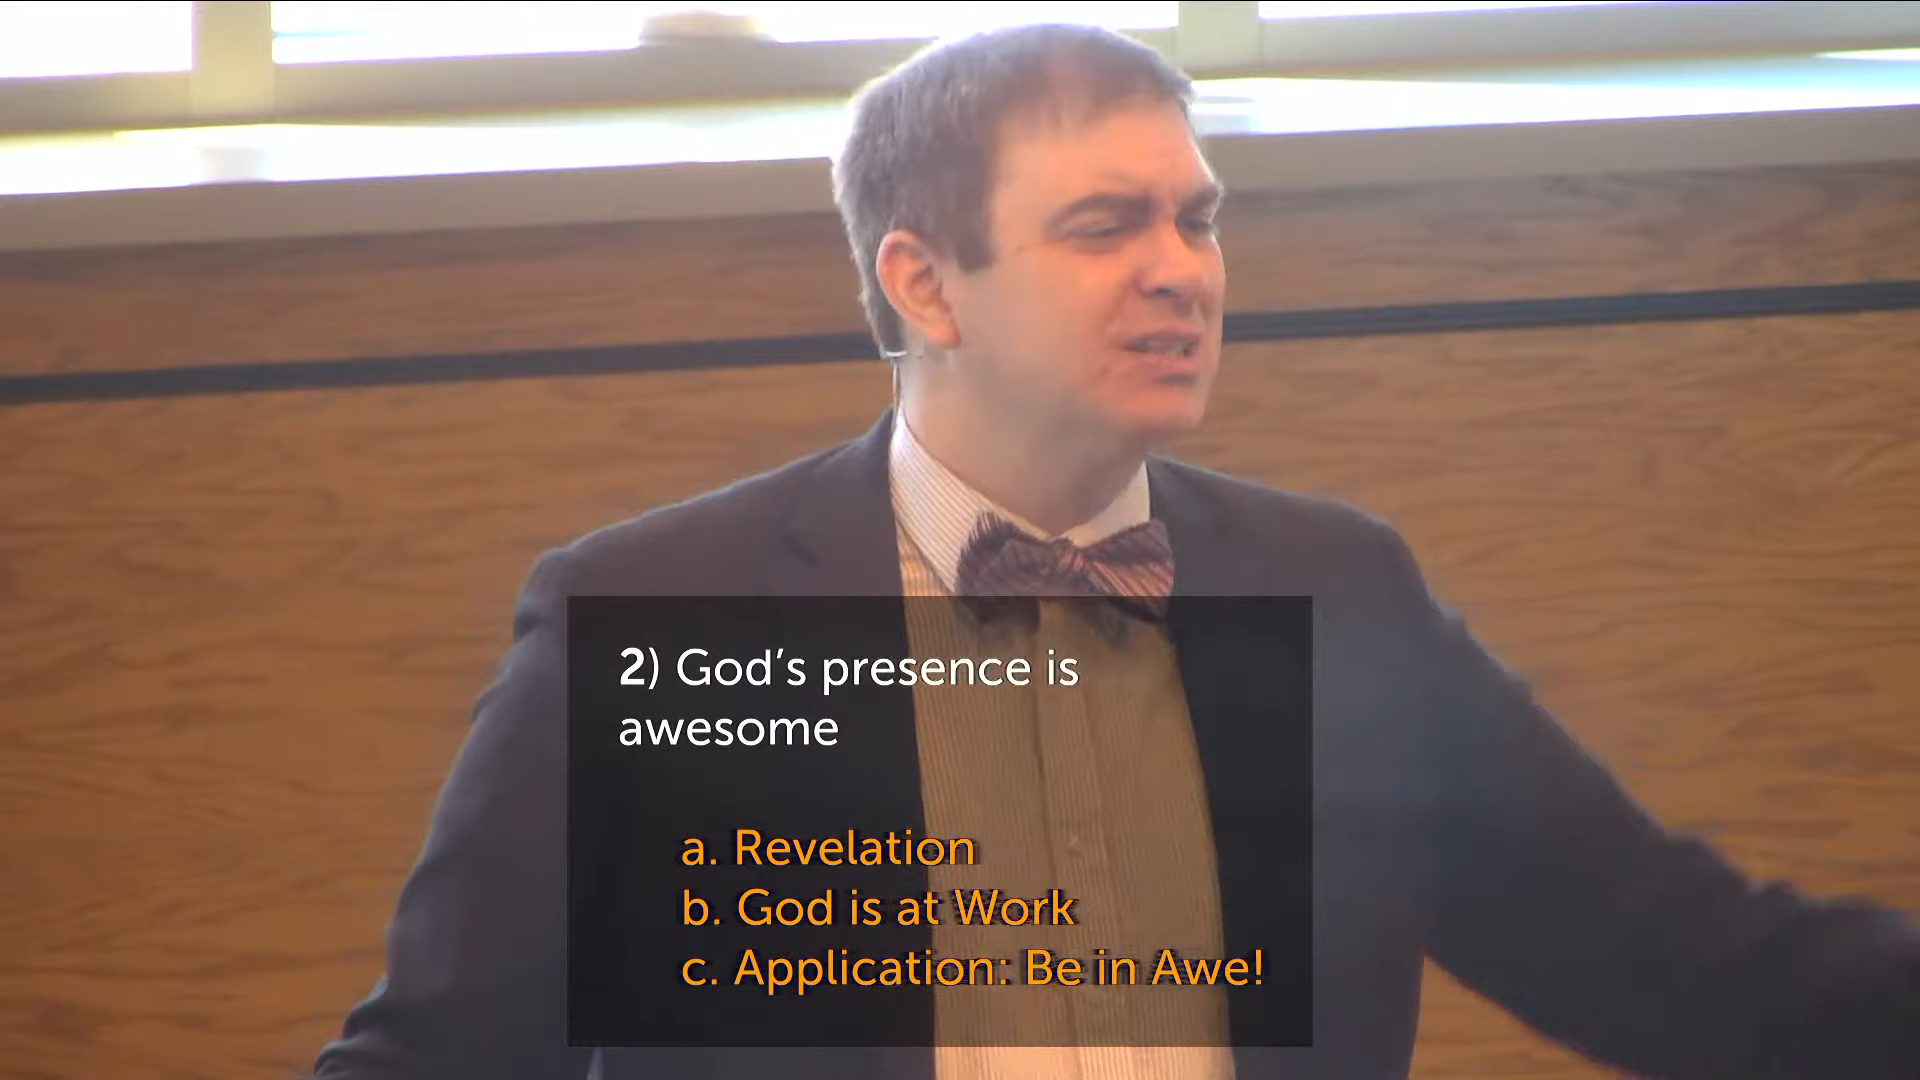 2) God's presence is
awesome
a. Revelation
b. God is at Work
c. Application: Be in Awe!